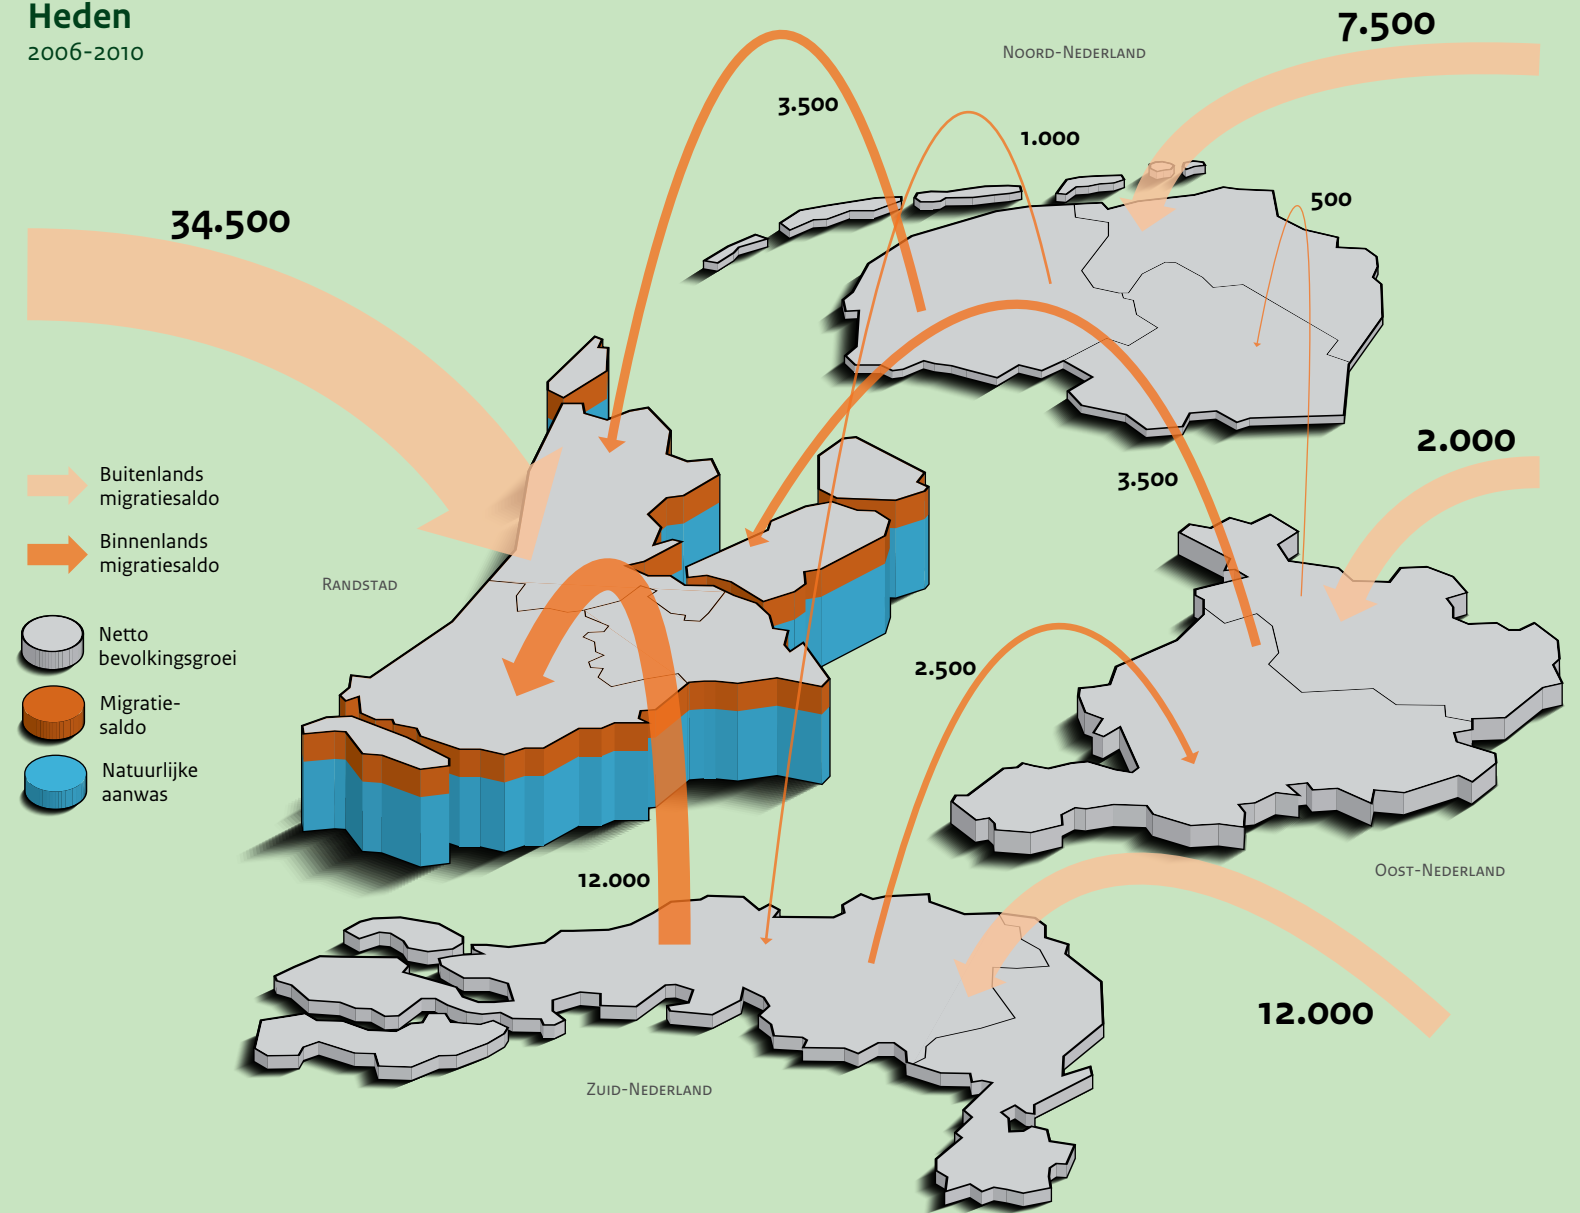 Heden
2006-2010
7.500
NOORD-NEDERLAND
3.500
1.000
500
34.500
2.000
3.500
Buitenlands
migratiesaldo
Binnenlands
migratiesaldo
RANDSTAD
Netto
bevolkingsgroei
2.500
Migratie-
saldo
Natuurlijke
aanwas
12.000
OOST-NEDERLAND
12.000
ZUID-NEDERLAND